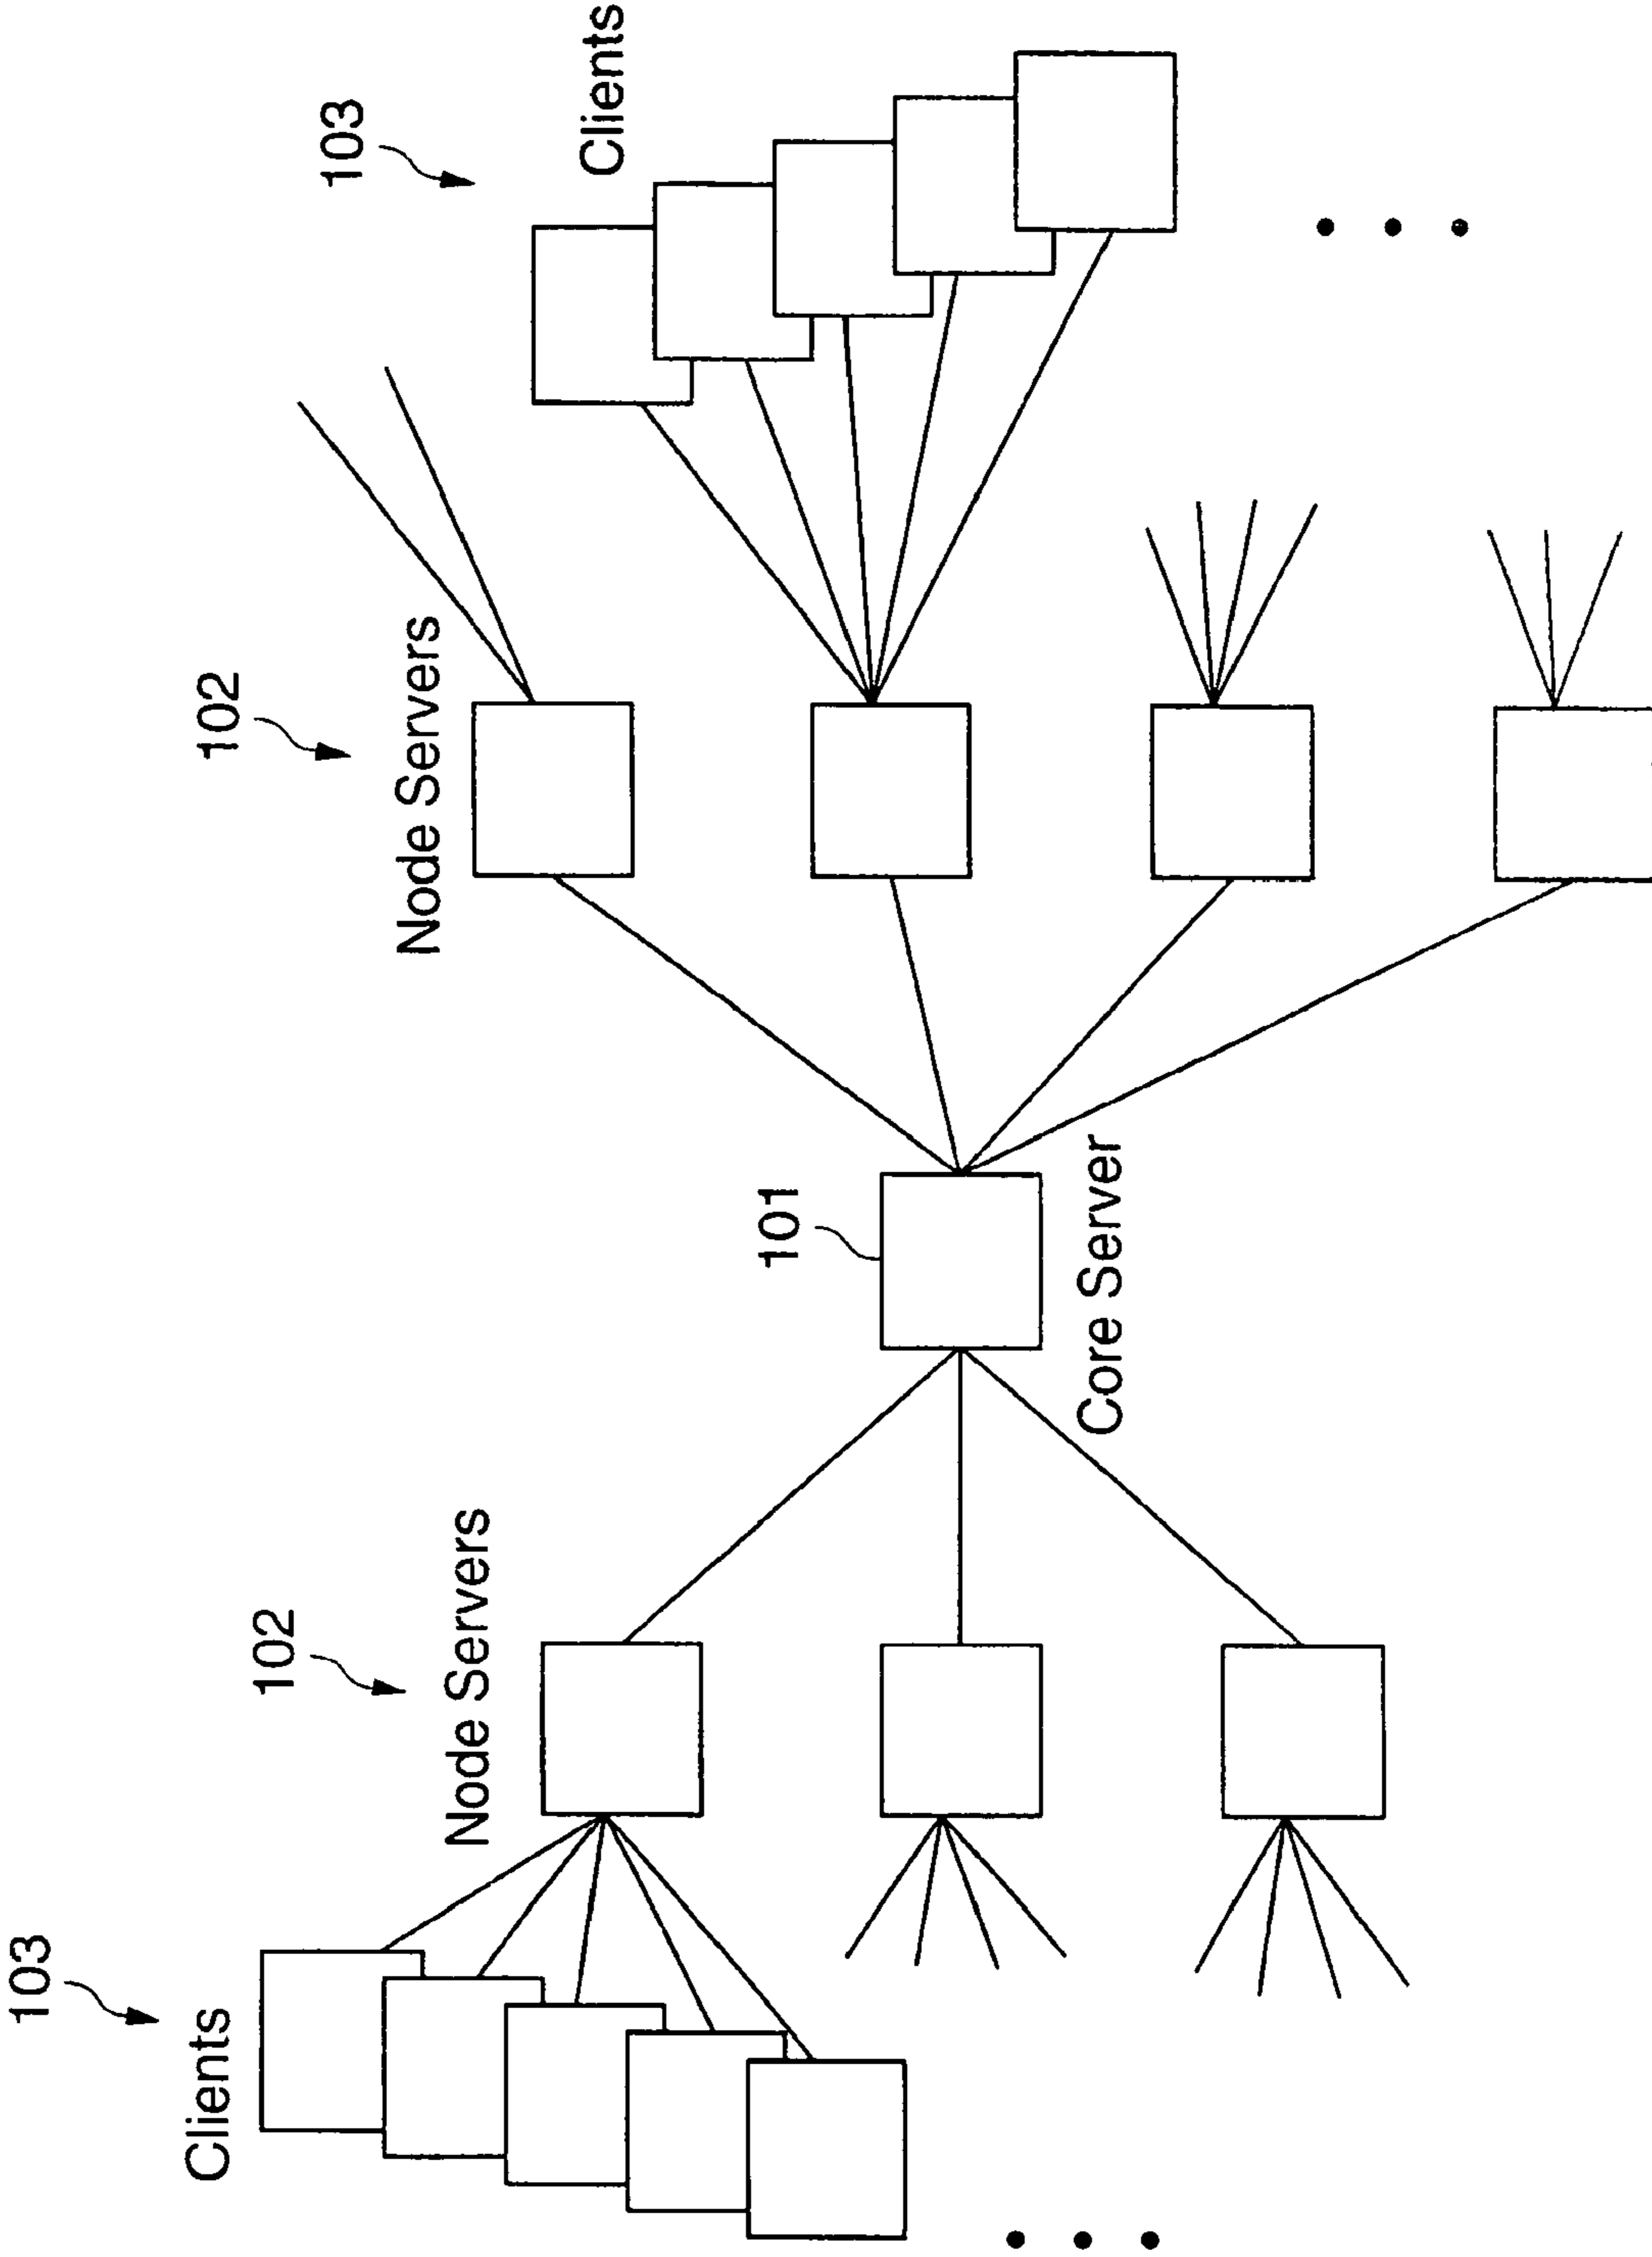 103
Clients
102
Node Servers
101
Core Server
102
Node Servers
103
Clients